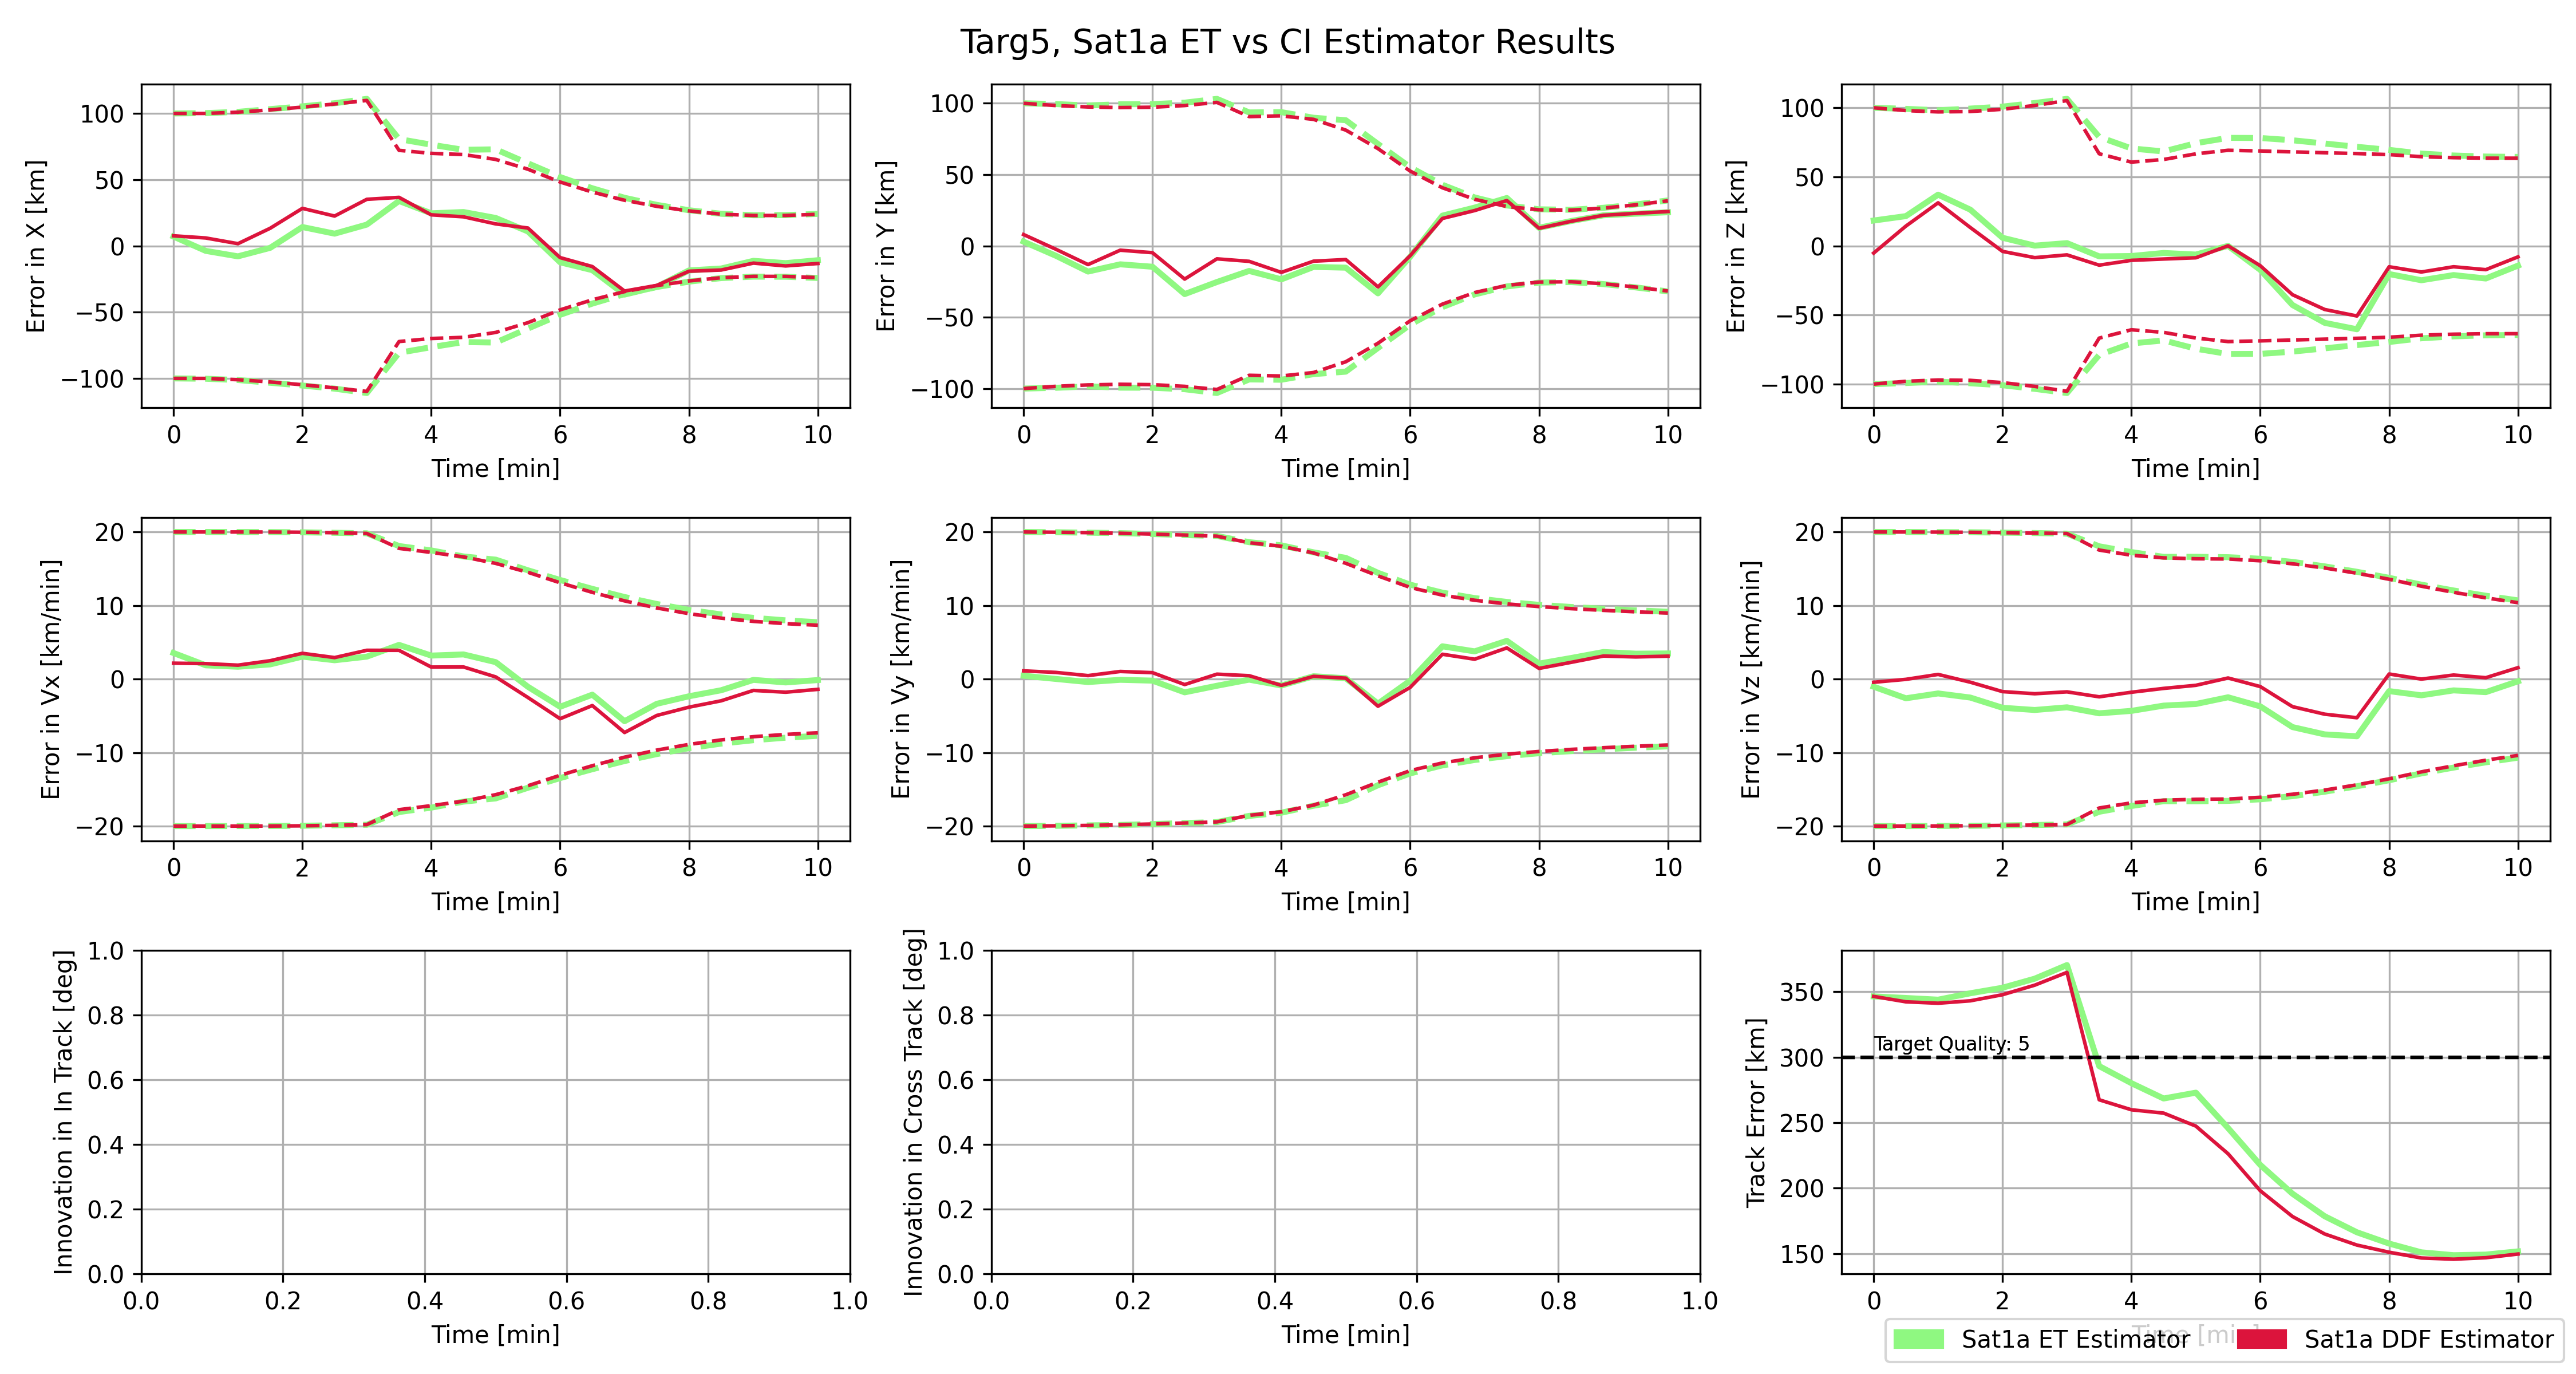 Targ5, Sat1a ET vs CI Estimator Results
Error in X [km]
100
50
0
−50
−100
0 2 4 6 8 10
Time [min]
Error in Y [km]
100
50
0
−50
−100
0 2 4 6 8 10
Time [min]
Error in Z [km]
100
50
0
−50
−100
0 2 4 6 8 10
Time [min]
Error in Vx [km/min]
20
10
0
−10
−20
0 2 4 6 8 10
Time [min]
Error in Vy [km/min]
20
10
0
−10
−20
0 2 4 6 8 10
Time [min]
Error in Vz [km/min]
20
10
0
−10
−20
0 2 4 6 8 10
Time [min]
Innovation in In Track [deg]
1.0
0.8
0.6
0.4
0.2
0.0
0.0 0.2 0.4 0.6 0.8 1.0
Time [min]
Innovation in Cross Track [deg]
1.0
0.8
0.6
0.4
0.2
0.0
0.0 0.2 0.4 0.6 0.8 1.0
Time [min]
Track Error [km]
350
300
250
200
150
Target Quality: 5
0 2 4 6 8 10
Time [min]
Sat1a ET Estimator
Sat1a DDF Estimator